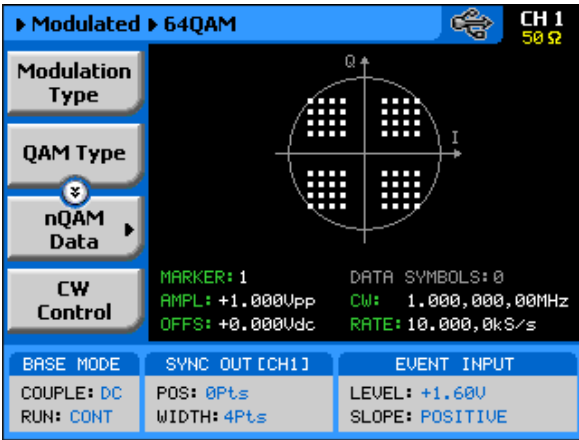 ▶ Modulated ▶ 64QAM
CH 1
50 Ω
Modulation
Type
QAM Type
nQAM
Data
CW
Control
Q
I
MARKER: 1
DATA SYMBOLS: 0
AMPL: +1.000Vpp
CW: 1.000,000,00MHz
OFFS: +0.000Vdc
RATE: 10.000,0kS/s
BASE MODE
SYNC OUT [CH1]
EVENT INPUT
COUPLE: DC
POS: 0Pts
LEVEL: +1.60V
RUN: CONT
WIDTH: 4Pts
SLOPE: POSITIVE